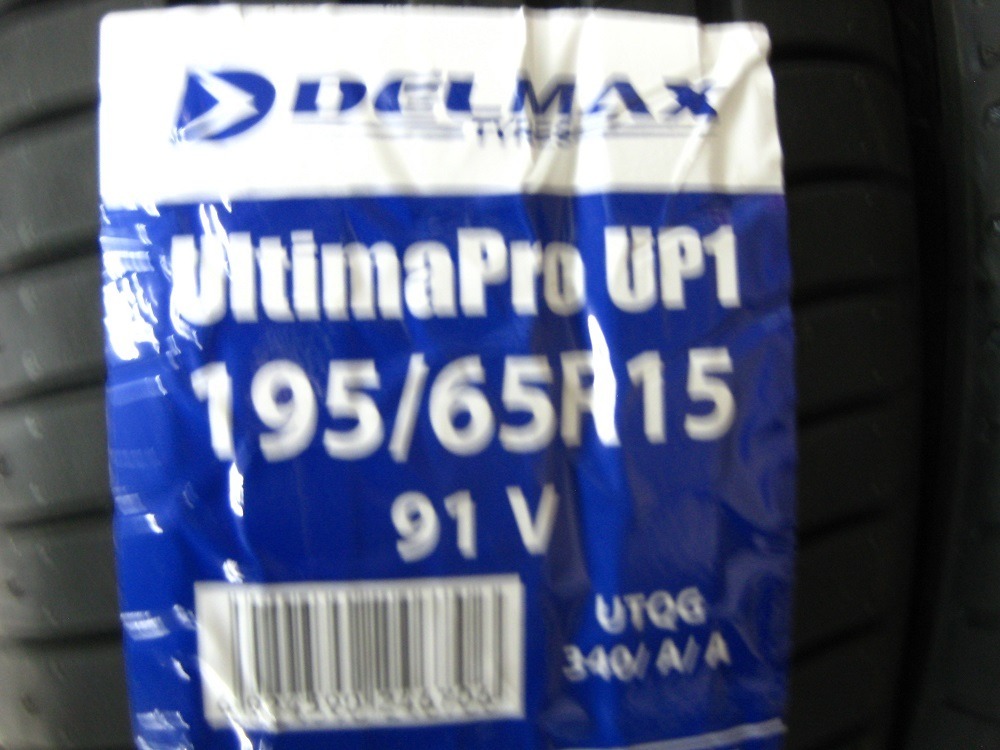 DELMAX
TYRES
UltimaPro UP1
195/65R15
91 V
UTQG
340/A/A